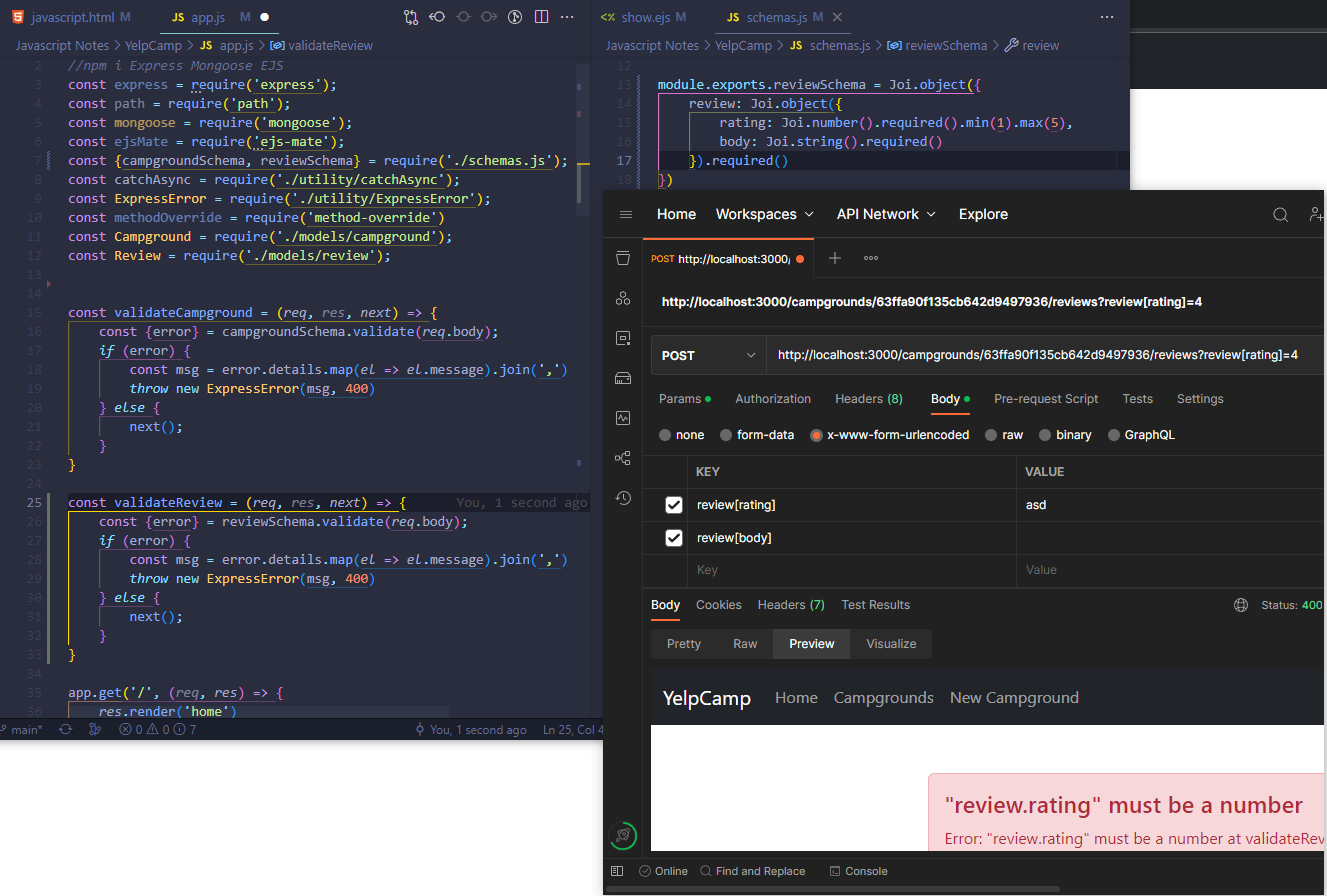 javascript.html M
JS app.js M
Javascript Notes > YelpCamp > JS app.js > validateReview
2 //npm i Express Mongoose EJS
3 const express = require('express');
4 const path = require('path');
5 const mongoose = require('mongoose');
6 const ejsMate = require('ejs-mate');
7 const {campgroundSchema, reviewSchema} = require('./schemas.js');
8 const catchAsync = require('./utility/catchAsync');
9 const ExpressError = require('./utility/ExpressError');
10 const methodOverride = require('method-override')
11 const Campground = require('./models/campground');
12 const Review = require('./models/review');
13
14
15 const validateCampground = (req, res, next) => {
16 const {error} = campgroundSchema.validate(req.body);
17 if (error) {
18 const msg = error.details.map(el => el.message).join(',')
19 throw new ExpressError(msg, 400)
20 } else {
21 next();
22 }
23 }
24
25 const validateReview = (req, res, next) => { You, 1 second ago
26 const {error} = reviewSchema.validate(req.body);
27 if (error) {
28 const msg = error.details.map(el => el.message).join(',')
29 throw new ExpressError(msg, 400)
30 } else {
31 next();
32 }
33 }
34
35 app.get('/', (req, res) => {
36 res.render('home')
main* 0 0 7 You, 1 second ago Ln 25, Col 4
<% show.ejs M
JS schemas.js M
Javascript Notes > YelpCamp > JS schemas.js > reviewSchema > review
12
13 module.exports.reviewSchema = Joi.object({
14 review: Joi.object({
15 rating: Joi.number().required().min(1).max(5),
16 body: Joi.string().required()
17 }).required()
18 })
Home Workspaces API Network Explore
POST http://localhost:3000/
http://localhost:3000/campgrounds/63ffa90f135cb642d9497936/reviews?review[rating]=4
POST http://localhost:3000/campgrounds/63ffa90f135cb642d9497936/reviews?review[rating]=4
Params Authorization Headers (8) Body Pre-request Script Tests Settings
none form-data x-www-form-urlencoded raw binary GraphQL
KEY VALUE
review[rating] asd
review[body]
Key Value
Body Cookies Headers (7) Test Results Status: 400
Pretty Raw Preview Visualize
YelpCamp Home Campgrounds New Campground
"review.rating" must be a number
Error: "review.rating" must be a number at validateRev
Online Find and Replace Console